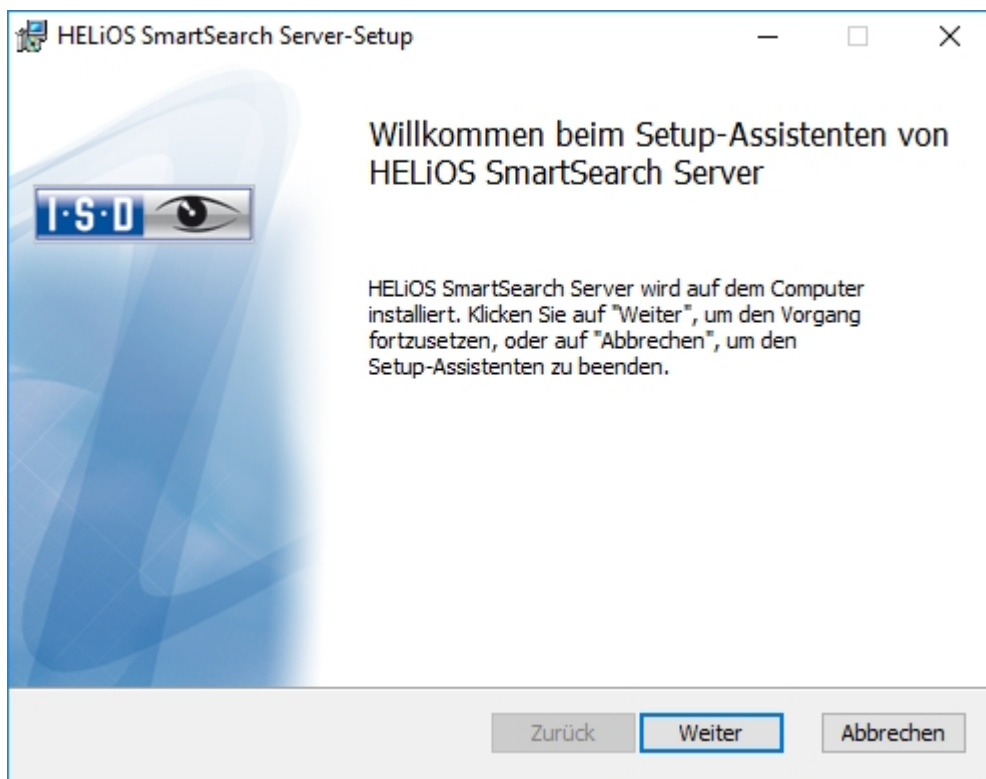 HELiOS SmartSearch Server-Setup
Willkommen beim Setup-Assistenten von
HELiOS SmartSearch Server
I·S·D
HELiOS SmartSearch Server wird auf dem Computer
installiert. Klicken Sie auf "Weiter", um den Vorgang
fortzusetzen, oder auf "Abbrechen", um den
Setup-Assistenten zu beenden.
Zurück
Weiter
Abbrechen